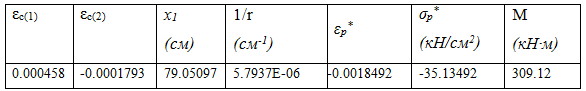 εc(1) εc(2) x1 (см) 1/r (см-1) εp* σp* (кН/см2) М (кН·м)
0.000458 -0.0001793 79.05097 5.7937E-06 -0.0018492 -35.13492 309.12